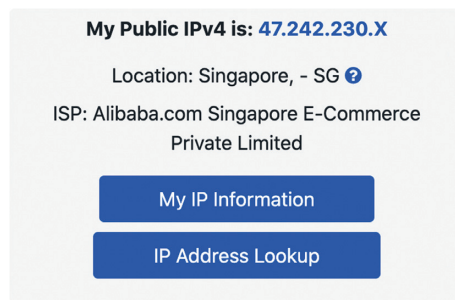 My Public IPv4 is: 47.242.230.X
Location: Singapore, - SG ?
ISP: Alibaba.com Singapore E-Commerce
Private Limited
My IP Information
IP Address Lookup